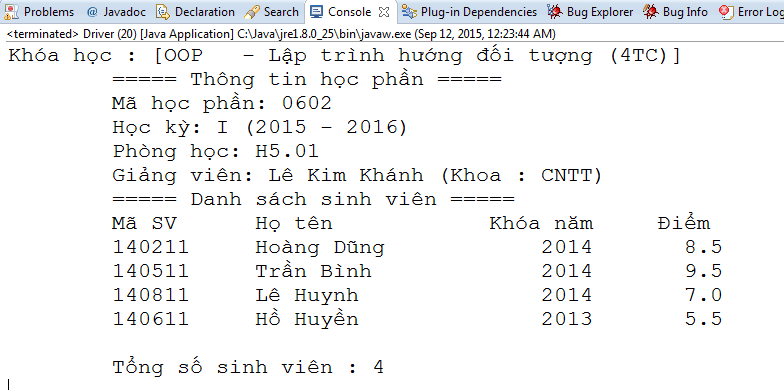 Problems @ Javadoc Declaration Search Console Plug-in Dependencies Bug Explorer Bug Info Error Log
<terminated> Driver (20) [Java Application] C:\Java\jre1.8.0_25\bin\javaw.exe (Sep 12, 2015, 12:23:44 AM)
Khóa học : [OOP - Lập trình hướng đối tượng (4TC)]
===== Thông tin học phần =====
Mã học phần: 0602
Học kỳ: I (2015 - 2016)
Phòng học: H5.01
Giảng viên: Lê Kim Khánh (Khoa : CNTT)
===== Danh sách sinh viên =====
Mã SV Họ tên Khóa năm Điểm
140211 Hoàng Dũng 2014 8.5
140511 Trần Bình 2014 9.5
140811 Lê Huynh 2014 7.0
140611 Hồ Huyền 2013 5.5
Tổng số sinh viên : 4